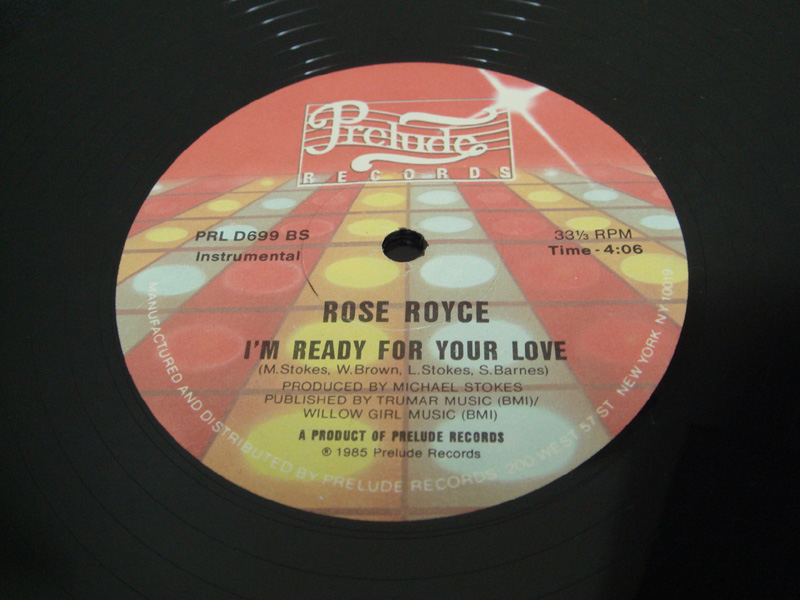 Prelude
RECORDS
PRL D699 BS
Instrumental
33⅓ RPM
Time - 4:06
ROSE ROYCE
I'M READY FOR YOUR LOVE
(M.Stokes, W.Brown, L.Stokes, S.Barnes)
PRODUCED BY MICHAEL STOKES
PUBLISHED BY TRUMAR MUSIC (BMI)/
WILLOW GIRL MUSIC (BMI)
A PRODUCT OF PRELUDE RECORDS
℗ 1985 Prelude Records
MANUFACTURED AND DISTRIBUTED BY PRELUDE RECORDS 200 WEST 57 ST NEW YORK NY 10019